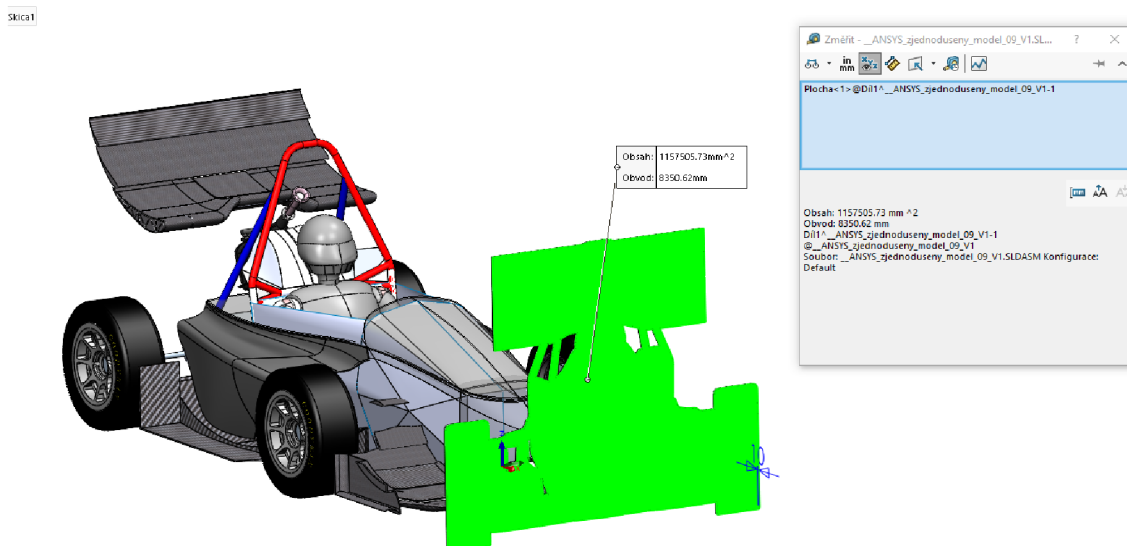 Skica1
Změřit - __ANSYS_zjednoduseny_model_09_V1.SL... ?
in
mm
Plocha<1>@Díl1^__ANSYS_zjednoduseny_model_09_V1-1
Obsah: 1157505.73mm^2
Obvod: 8350.62mm
Obsah: 1157505.73 mm ^2
Obvod: 8350.62 mm
Díl1^__ANSYS_zjednoduseny_model_09_V1-1
@__ANSYS_zjednoduseny_model_09_V1
Soubor: __ANSYS_zjednoduseny_model_09_V1.SLDASM Konfigurace:
Default